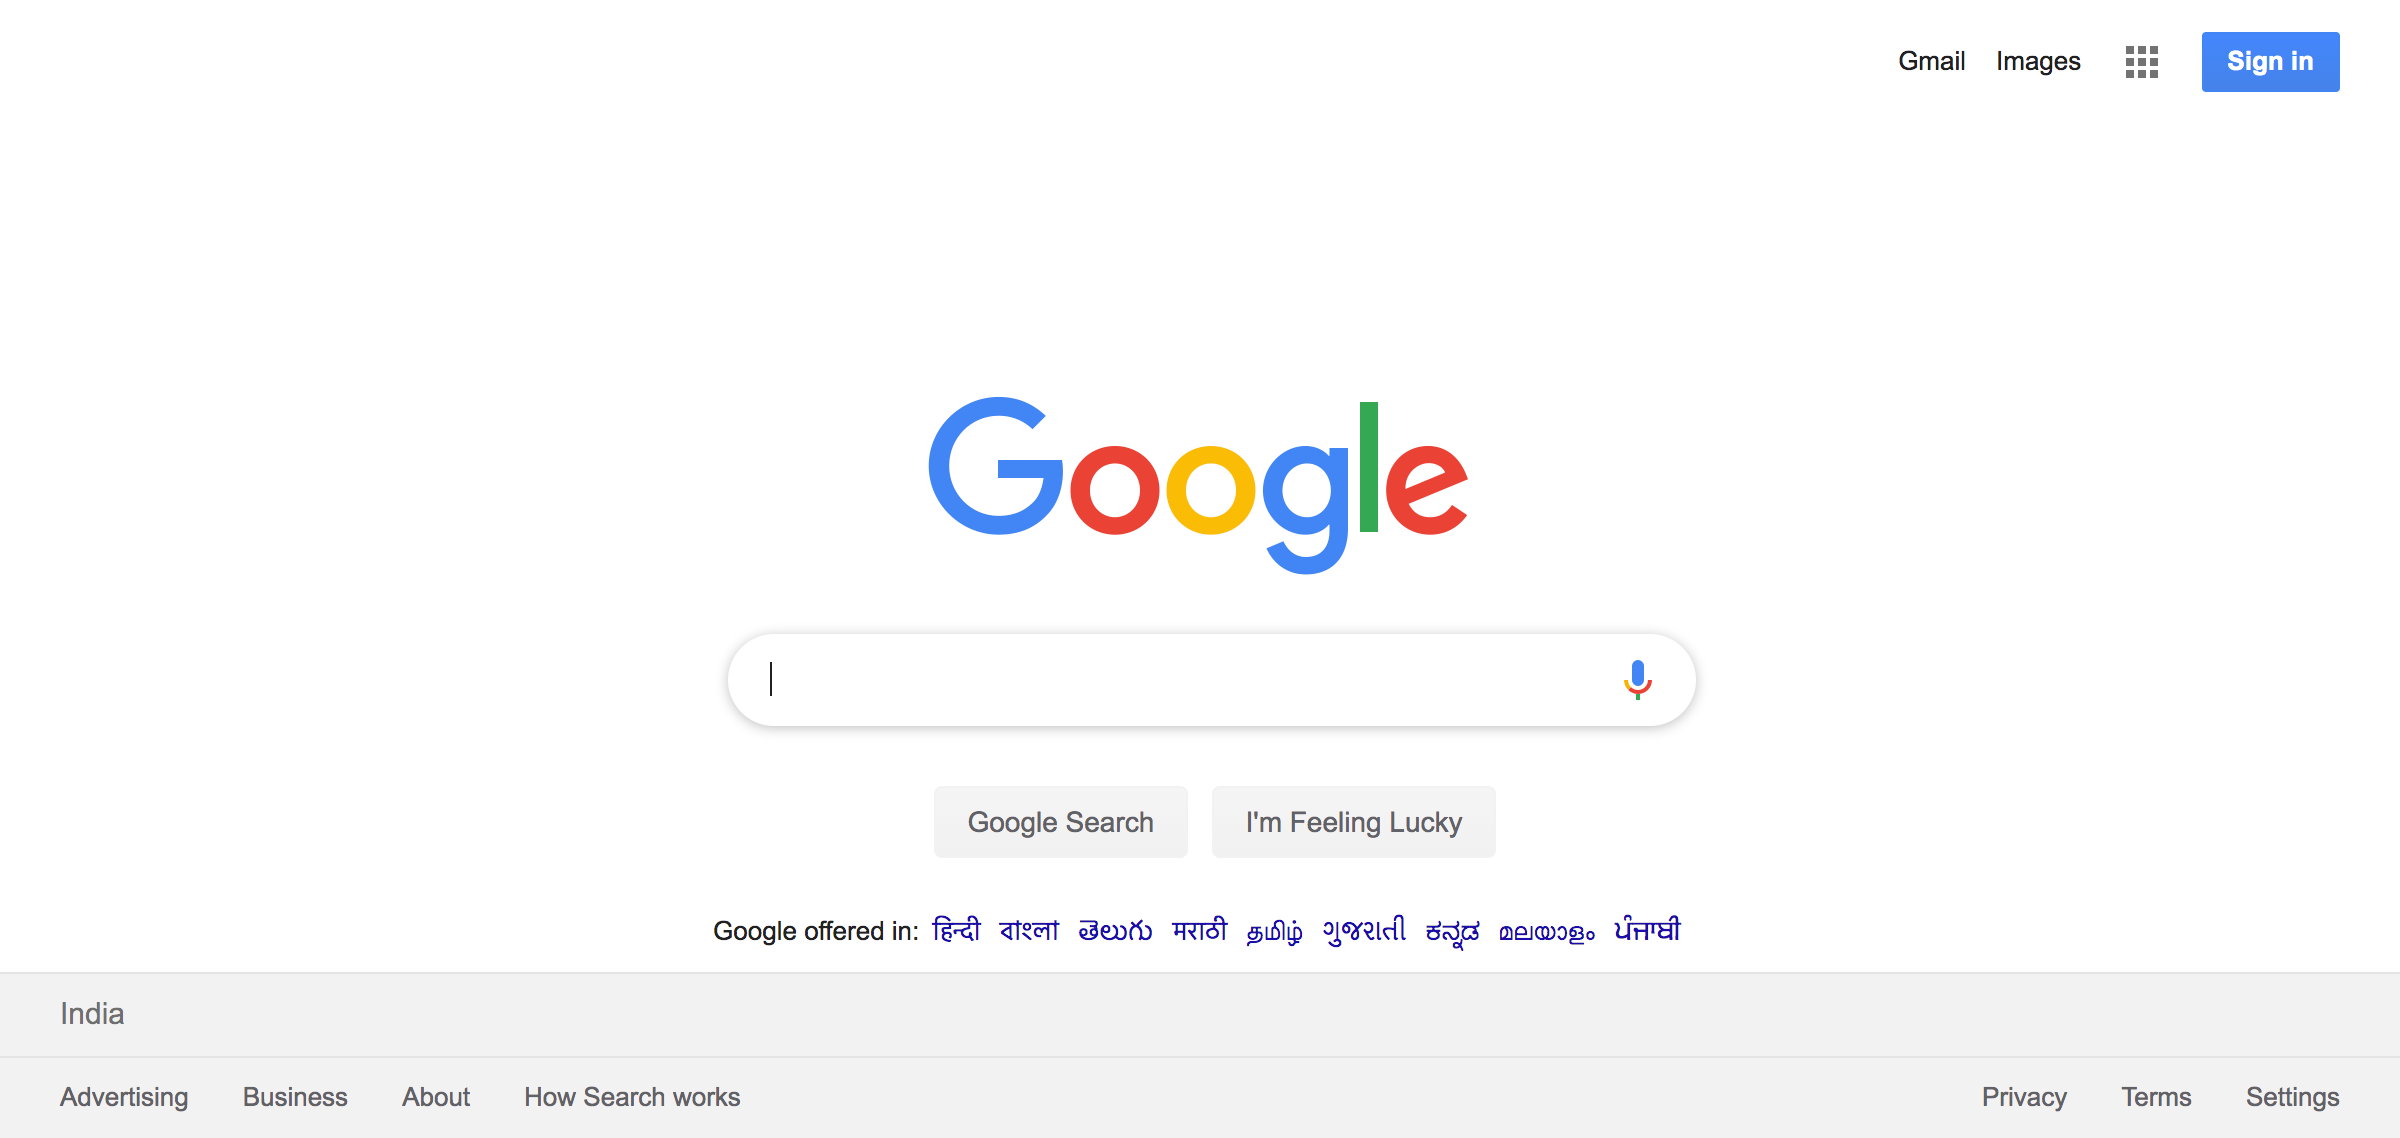 Gmail Images Sign in
Google
Google Search I'm Feeling Lucky
Google offered in: हिन्दी বাংলা తెలుగు मराठी தமிழ் ગુજરાતી ಕನ್ನಡ മലയാളം ਪੰਜਾਬੀ
India
Advertising Business About How Search works Privacy Terms Settings